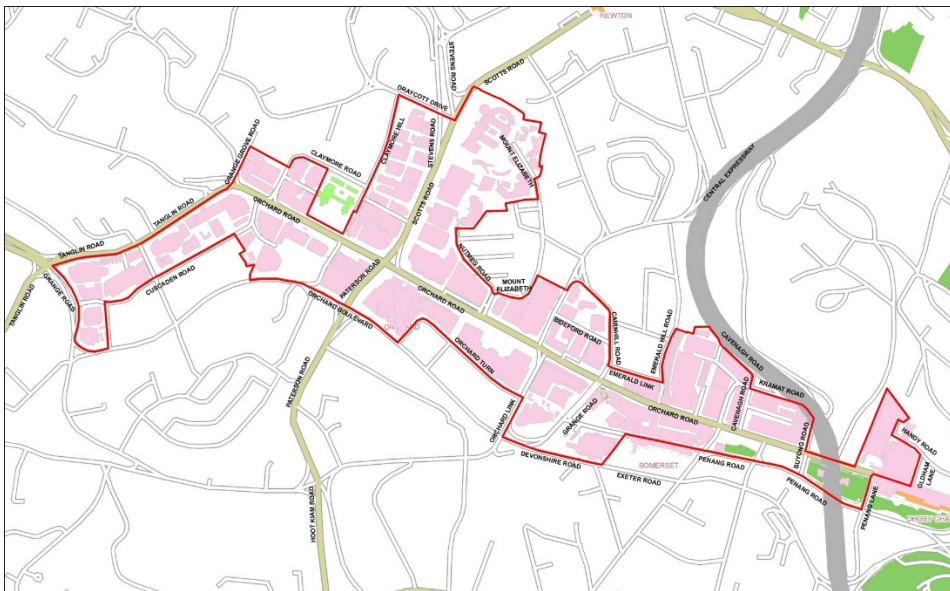 NEWTON
STEVENS ROAD
SCOTTS ROAD
DRAYCOTT DRIVE
CLAYMORE HILL
STEVENS ROAD
MOUNT ELIZABETH
ORANGE GROVE ROAD
CLAYMORE ROAD
CENTRAL EXPRESSWAY
TANGLIN ROAD
ORCHARD ROAD
SCOTTS ROAD
TANGLIN ROAD
NUTMEG ROAD
GRANGE ROAD
CUSCADEN ROAD
PATERSON ROAD
MOUNT
ELIZABETH
TANGLIN ROAD
ORCHARD BOULEVARD
ORCHARD ROAD
BIDEFORD ROAD
CAIRNHILL ROAD
EMERALD HILL ROAD
CAVENAGH ROAD
ORCHARD TURN
PATERSON ROAD
EMERALD LINK
KRAMAT ROAD
CAVENAGH ROAD
ORCHARD LINK
GRANGE ROAD
ORCHARD ROAD
BUYONG ROAD
HANDY ROAD
DEVONSHIRE ROAD
SOMERSET
PENANG ROAD
OLDHAM
LANE
EXETER ROAD
PENANG ROAD
PENANG LANE
HOOT KIAM ROAD